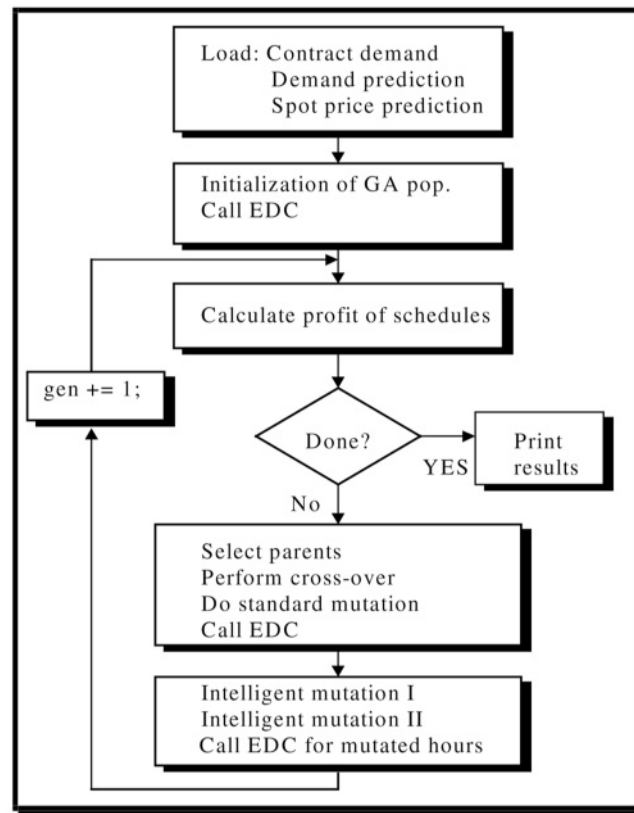 Load: Contract demand
Demand prediction
Spot price prediction
Initialization of GA pop.
Call EDC
Calculate profit of schedules
gen += 1;
Done?
YES
Print
results
No
Select parents
Perform cross-over
Do standard mutation
Call EDC
Intelligent mutation I
Intelligent mutation II
Call EDC for mutated hours